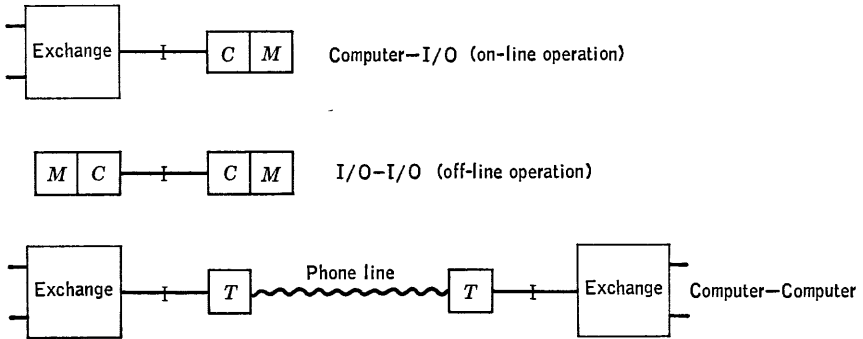 Exchange I C M Computer—I/O (on-line operation)
M C I C M I/O—I/O (off-line operation)
Phone line
Exchange I T T I Exchange Computer—Computer